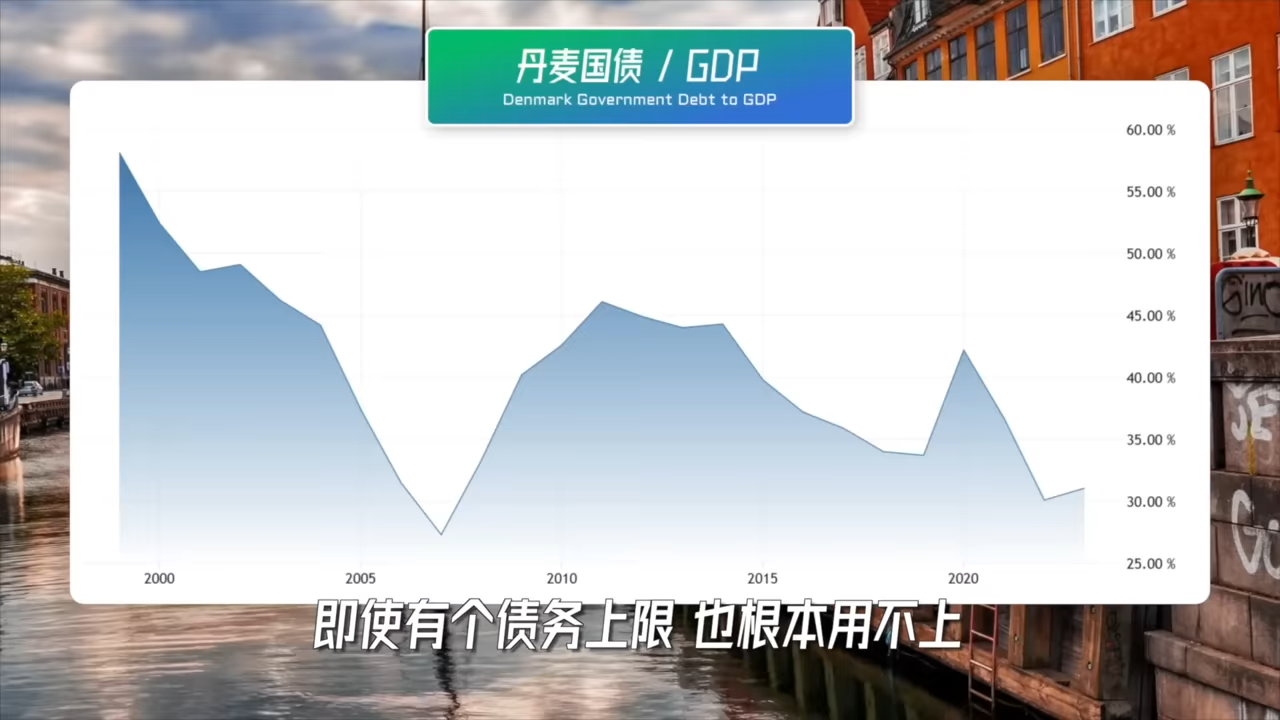 丹麦国债 / GDP
Denmark Government Debt to GDP
60.00 %
55.00 %
50.00 %
45.00 %
40.00 %
35.00 %
30.00 %
25.00 %
2000 2005 2010 2015 2020
即使有个债务上限 也根本用不上